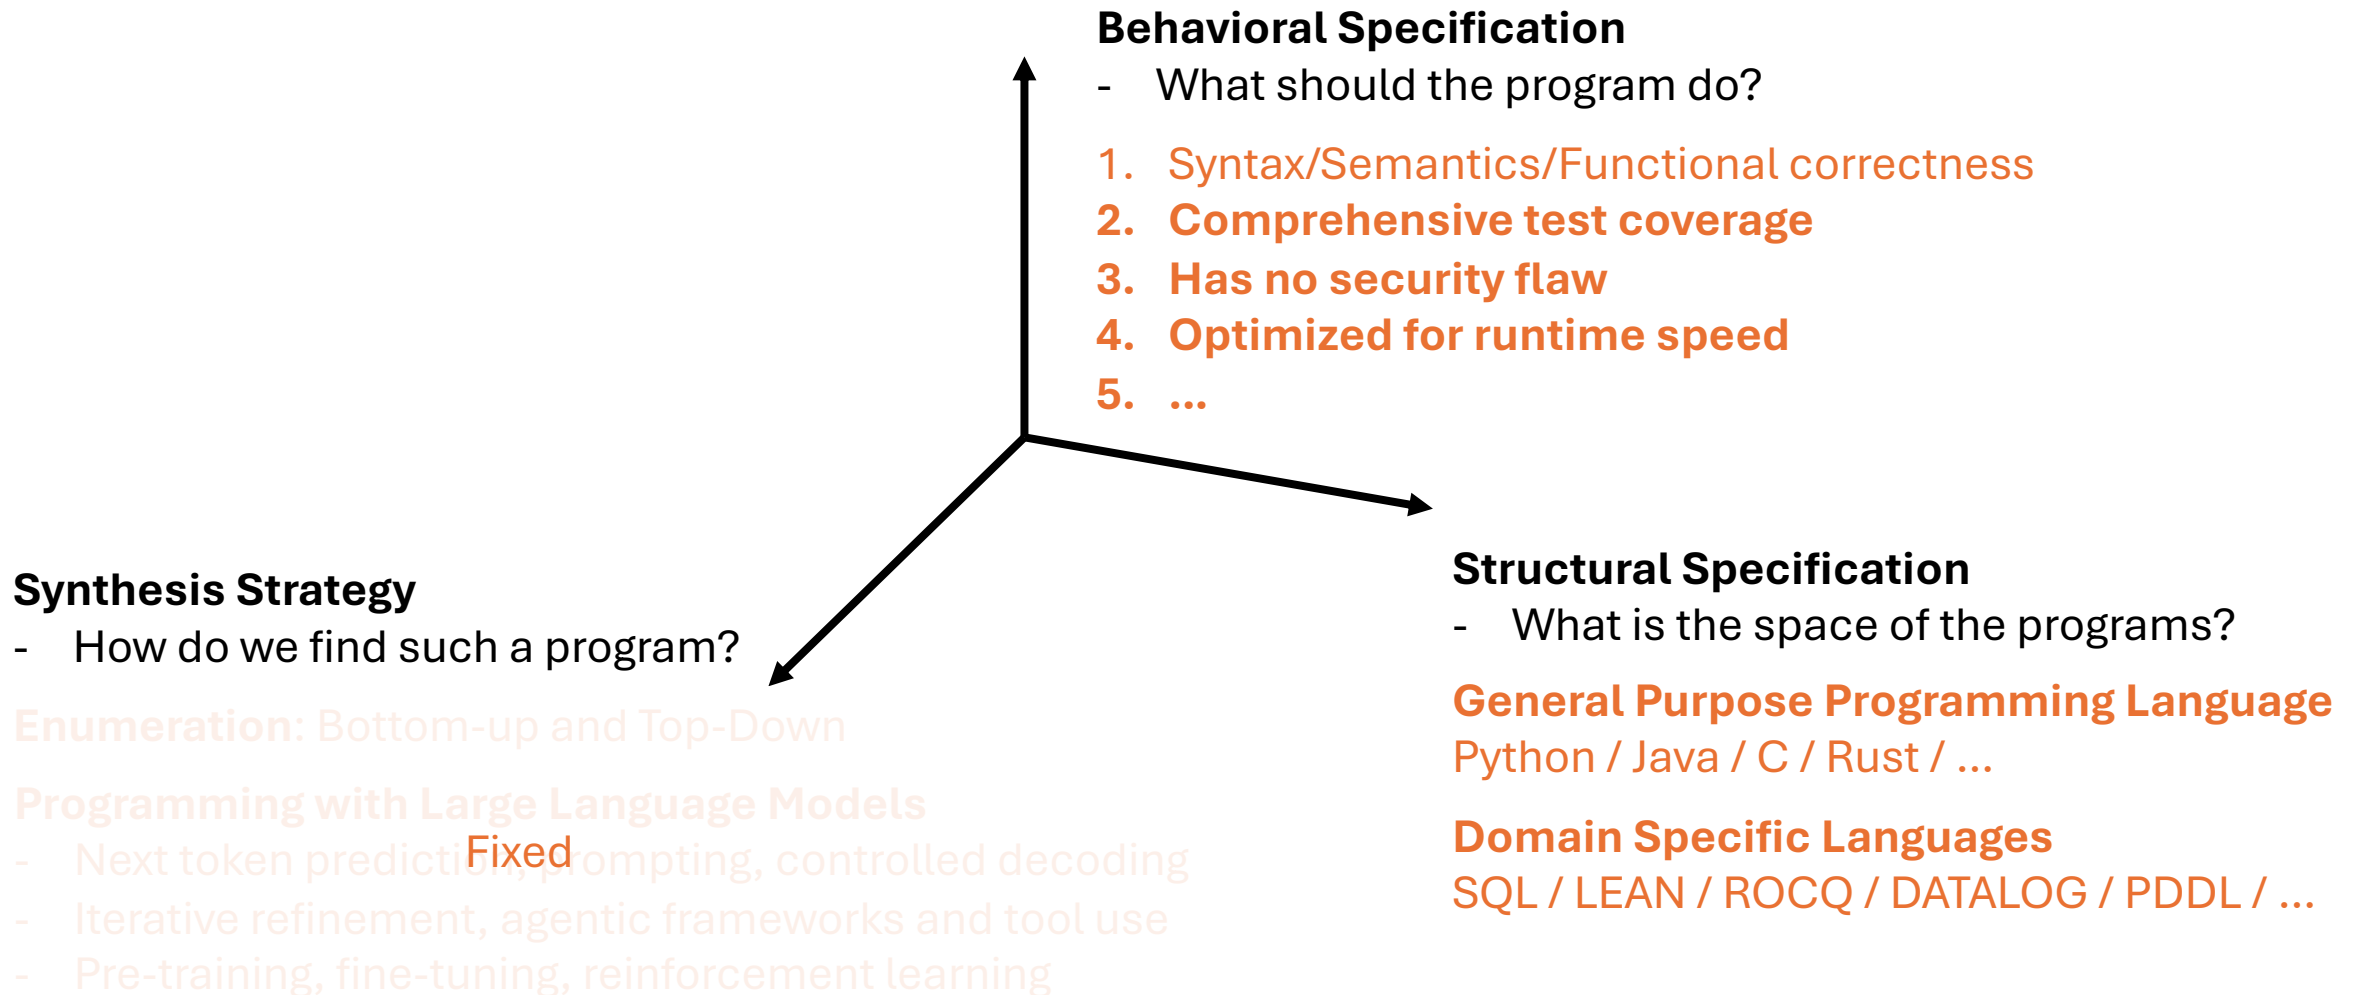 Behavioral Specification
- What should the program do?
1. Syntax/Semantics/Functional correctness
2. Comprehensive test coverage
3. Has no security flaw
4. Optimized for runtime speed
5. ...
Synthesis Strategy
- How do we find such a program?
Enumeration: Bottom-up and Top-Down
Programming with Large Language Models
- Next token prediction, prompting, controlled decoding
Fixed
- Iterative refinement, agentic frameworks and tool use
- Pre-training, fine-tuning, reinforcement learning
Structural Specification
- What is the space of the programs?
General Purpose Programming Language
Python / Java / C / Rust / ...
Domain Specific Languages
SQL / LEAN / ROCQ / DATALOG / PDDL / ...